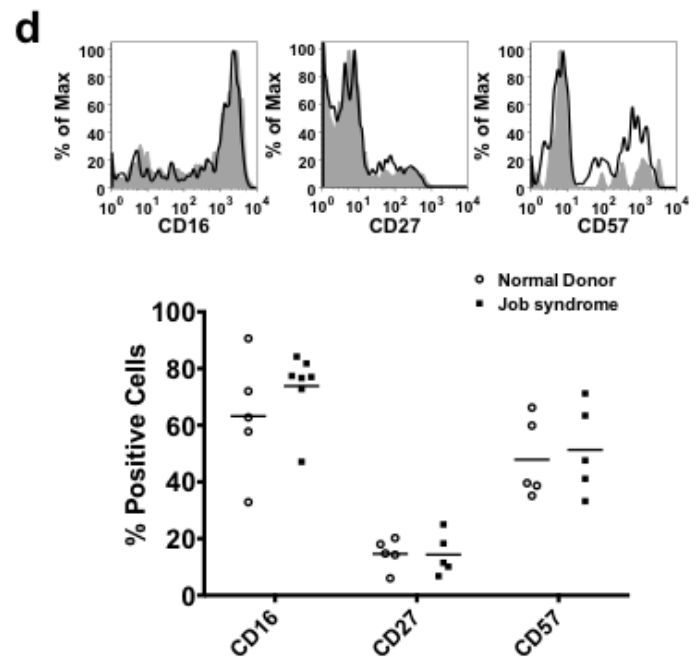 d
100
80
60
40
20
0
% of Max
10^0 10^1 10^2 10^3 10^4
CD16
100
80
60
40
20
0
% of Max
10^0 10^1 10^2 10^3 10^4
CD27
100
80
60
40
20
0
% of Max
10^0 10^1 10^2 10^3 10^4
CD57
Normal Donor
Job syndrome
100
80
60
40
20
0
% Positive Cells
CD16 CD27 CD57